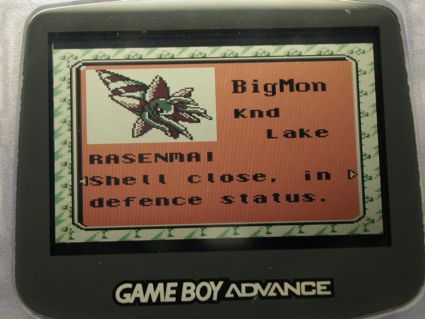 BigMon
Knd
Lake
RASENMAI
Shell close, in
defence status.
GAME BOY ADVANCE